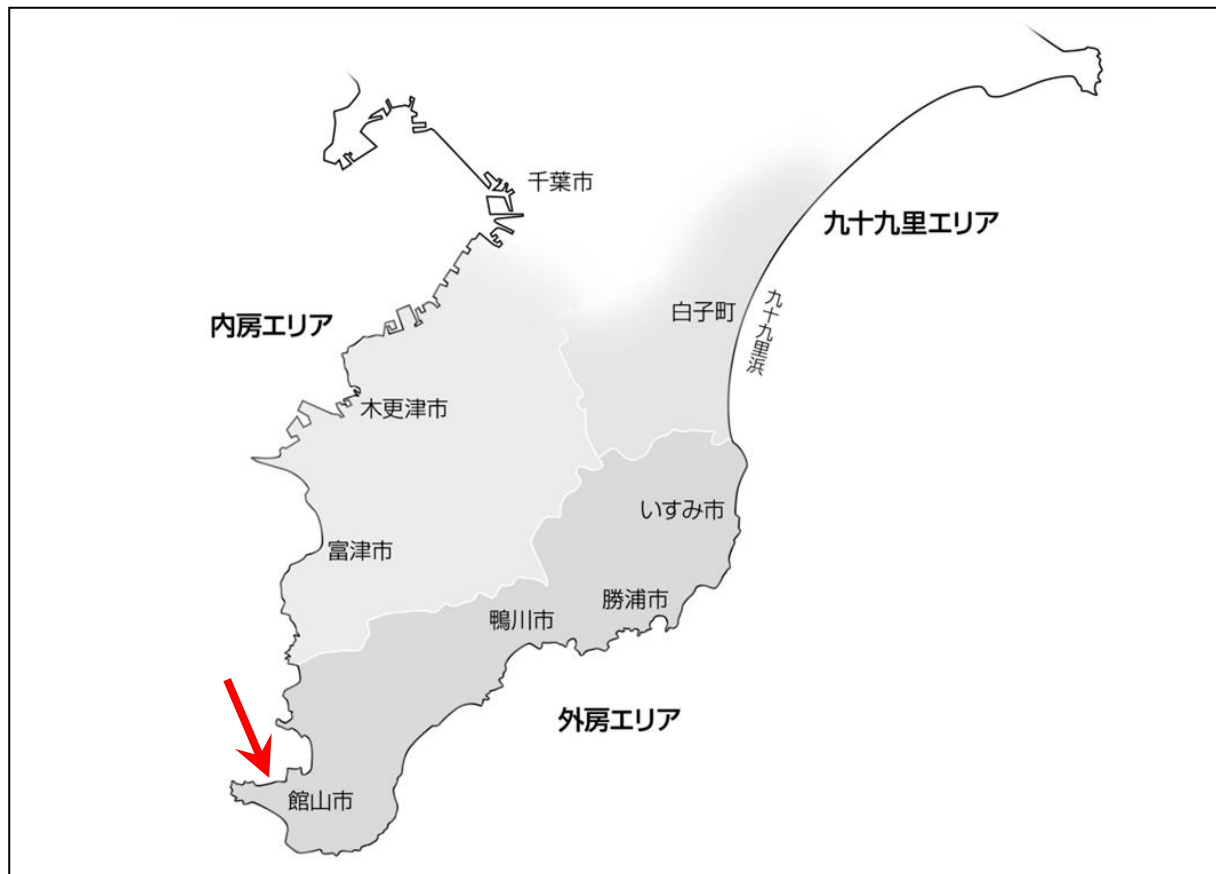 千葉市
九十九里エリア
白子町
九十九里浜
内房エリア
木更津市
いすみ市
富津市
勝浦市
鴨川市
外房エリア
館山市